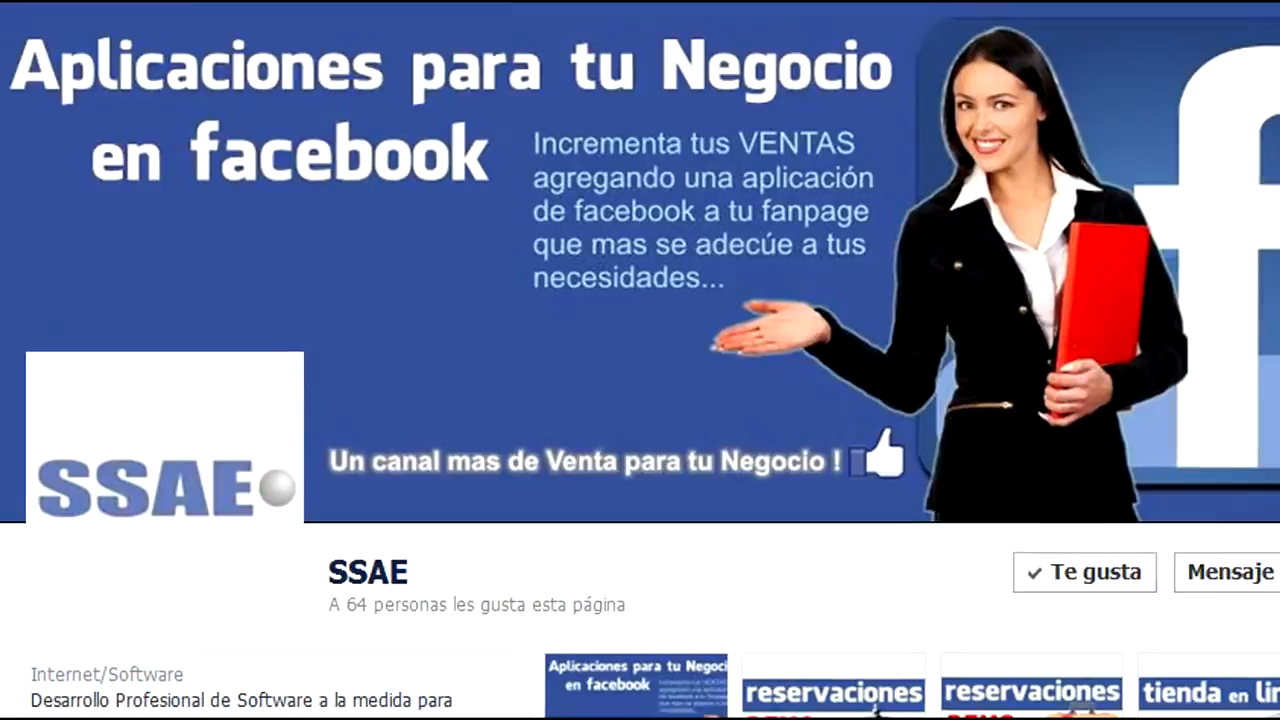 Aplicaciones para tu Negocio
en facebook
Incrementa tus VENTAS
agregando una aplicación
de facebook a tu fanpage
que mas se adecúe a tus
necesidades...
f
Un canal mas de Venta para tu Negocio !
SSAE
SSAE
A 64 personas les gusta esta página
Te gusta
Mensaje
Internet/Software
Desarrollo Profesional de Software a la medida para
Aplicaciones para tu Negoci
en facebook
reservaciones
reservaciones
tienda en lin